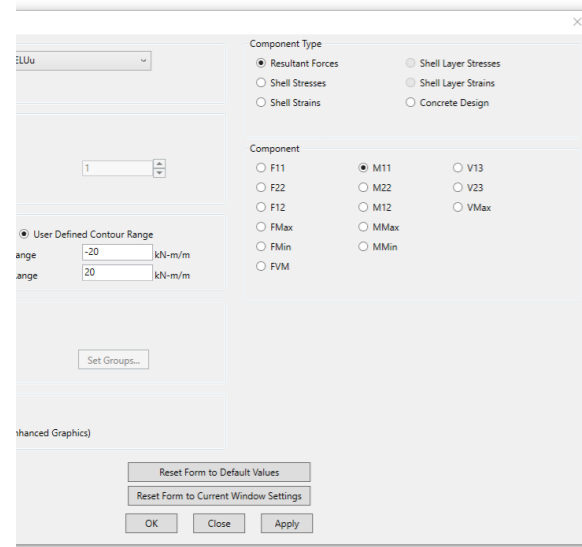 Component Type
ELUu
Resultant Forces
Shell Layer Stresses
Shell Stresses
Shell Layer Strains
Shell Strains
Concrete Design
Component
1
F11
M11
V13
F22
M22
V23
F12
M12
VMax
FMax
MMax
FMin
MMin
FVM
User Defined Contour Range
ange
-20
kN-m/m
ange
20
kN-m/m
Set Groups...
nhanced Graphics)
Reset Form to Default Values
Reset Form to Current Window Settings
OK
Close
Apply